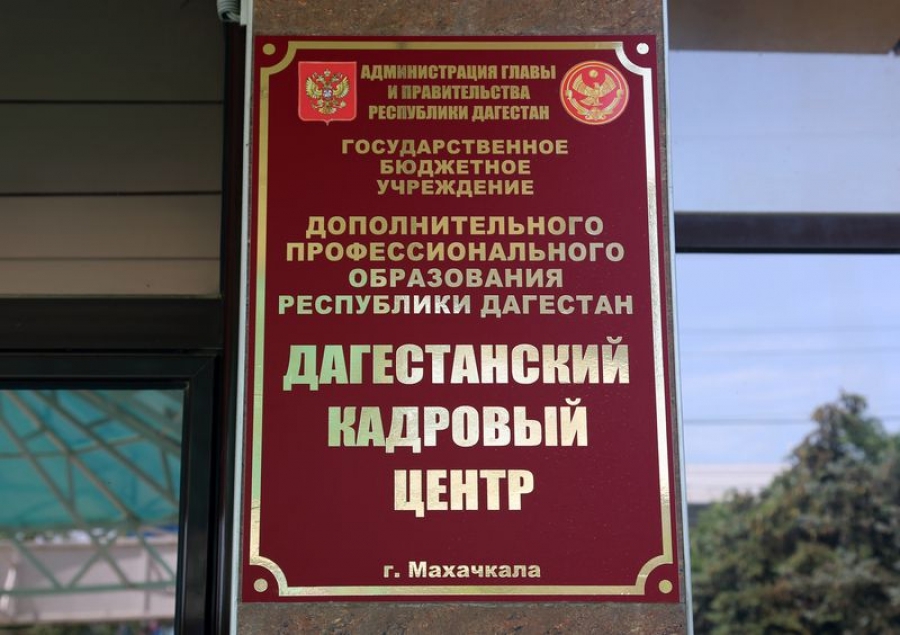 АДМИНИСТРАЦИЯ ГЛАВЫ
И ПРАВИТЕЛЬСТВА
РЕСПУБЛИКИ ДАГЕСТАН
ГОСУДАРСТВЕННОЕ
БЮДЖЕТНОЕ
УЧРЕЖДЕНИЕ
ДОПОЛНИТЕЛЬНОГО
ПРОФЕССИОНАЛЬНОГО
ОБРАЗОВАНИЯ
РЕСПУБЛИКИ ДАГЕСТАН
ДАГЕСТАНСКИЙ
КАДРОВЫЙ
ЦЕНТР
г. Махачкала